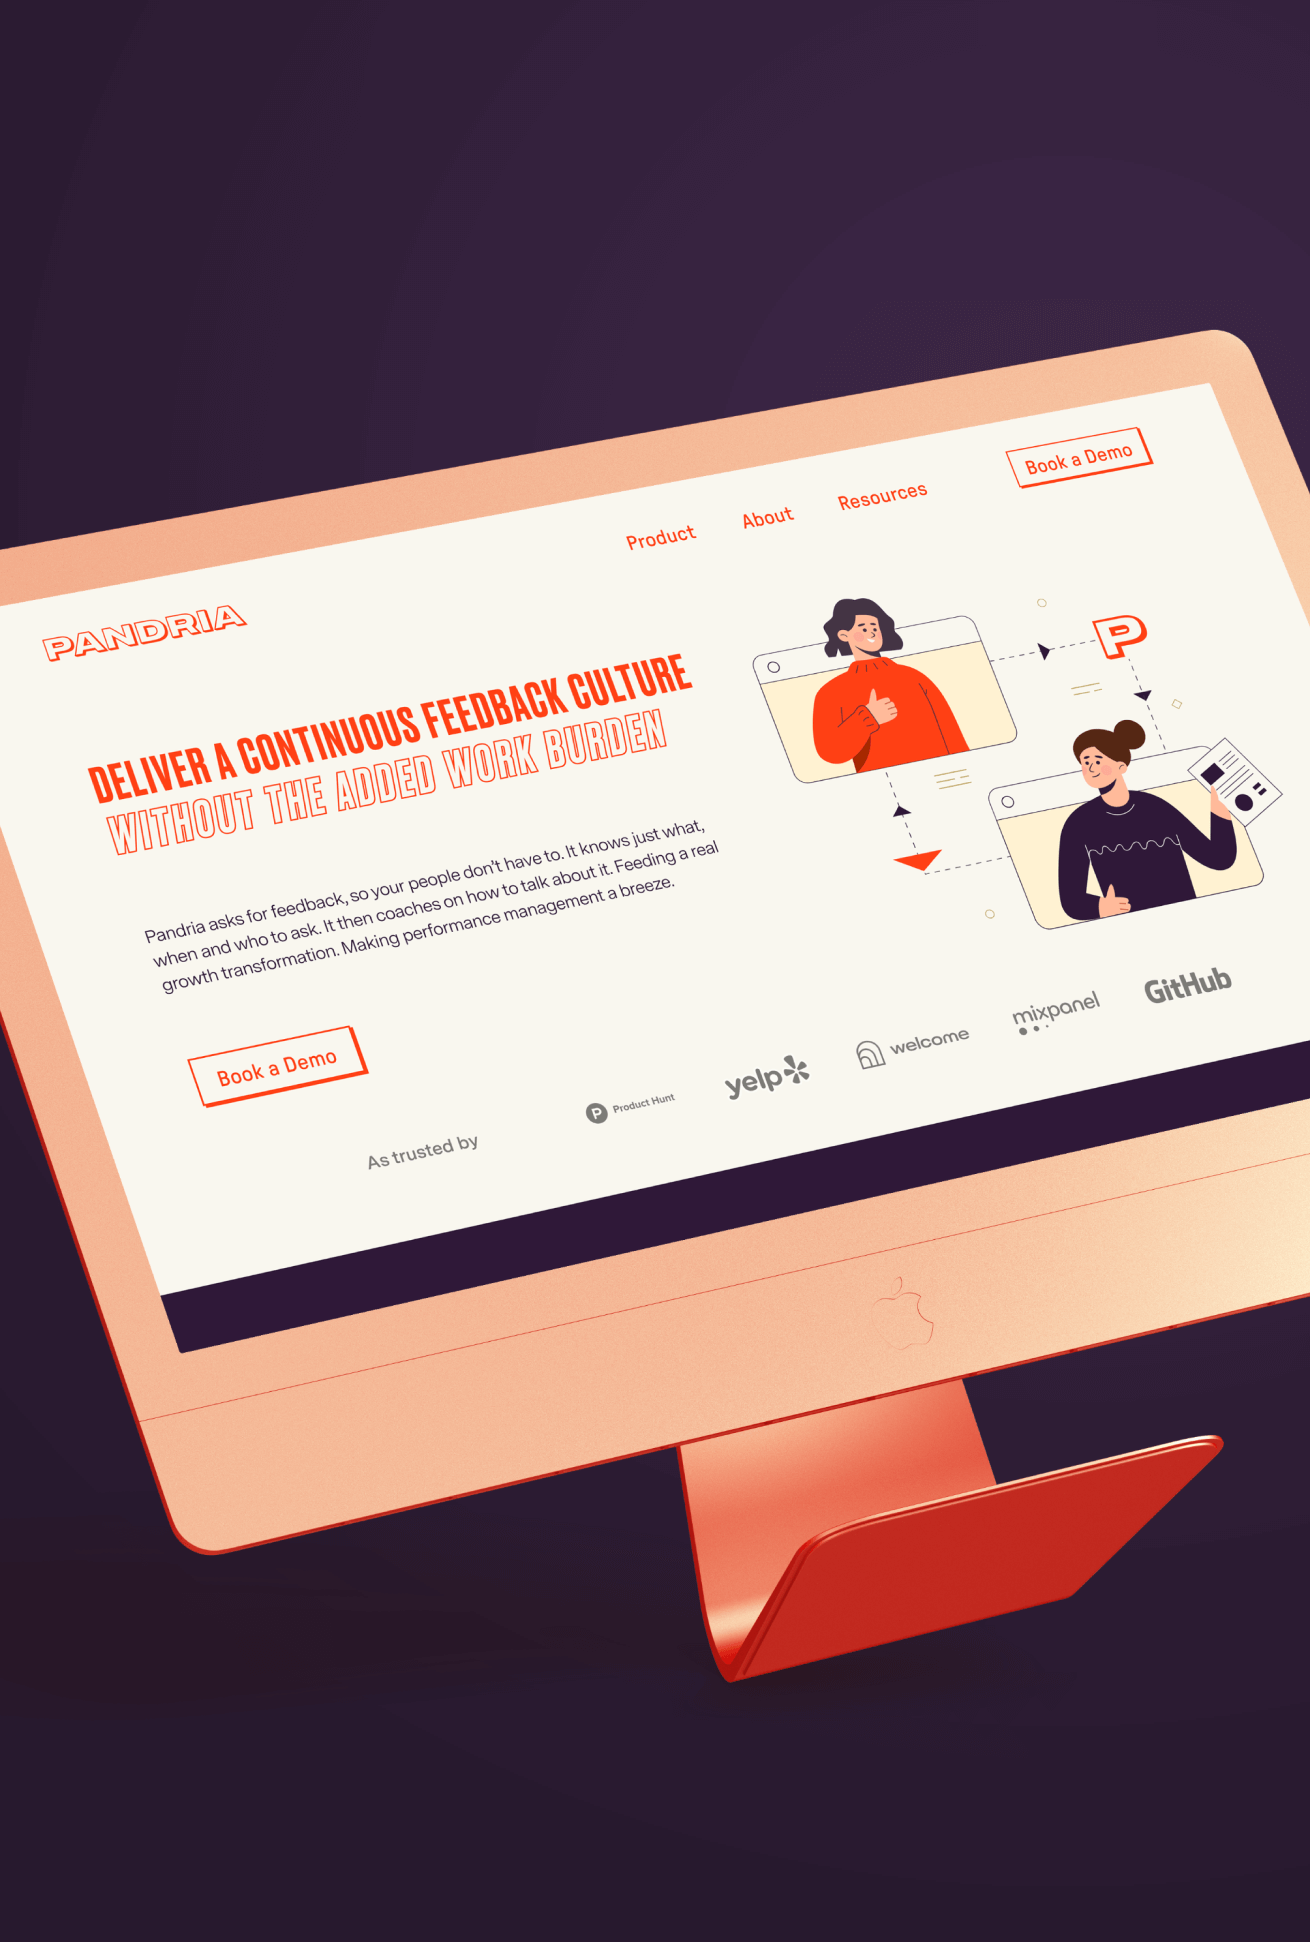 Book a Demo
Product
About
Resources
PANDRIA
DELIVER A CONTINUOUS FEEDBACK CULTURE
WITHOUT THE ADDED WORK BURDEN
Pandria asks for feedback, so your people don't have to. It knows just what,
when and who to ask. It then coaches on how to talk about it. Feeding a real
growth transformation. Making performance management a breeze.
Book a Demo
P
As trusted by
P Product Hunt
yelp
welcome
mixpanel
GitHub